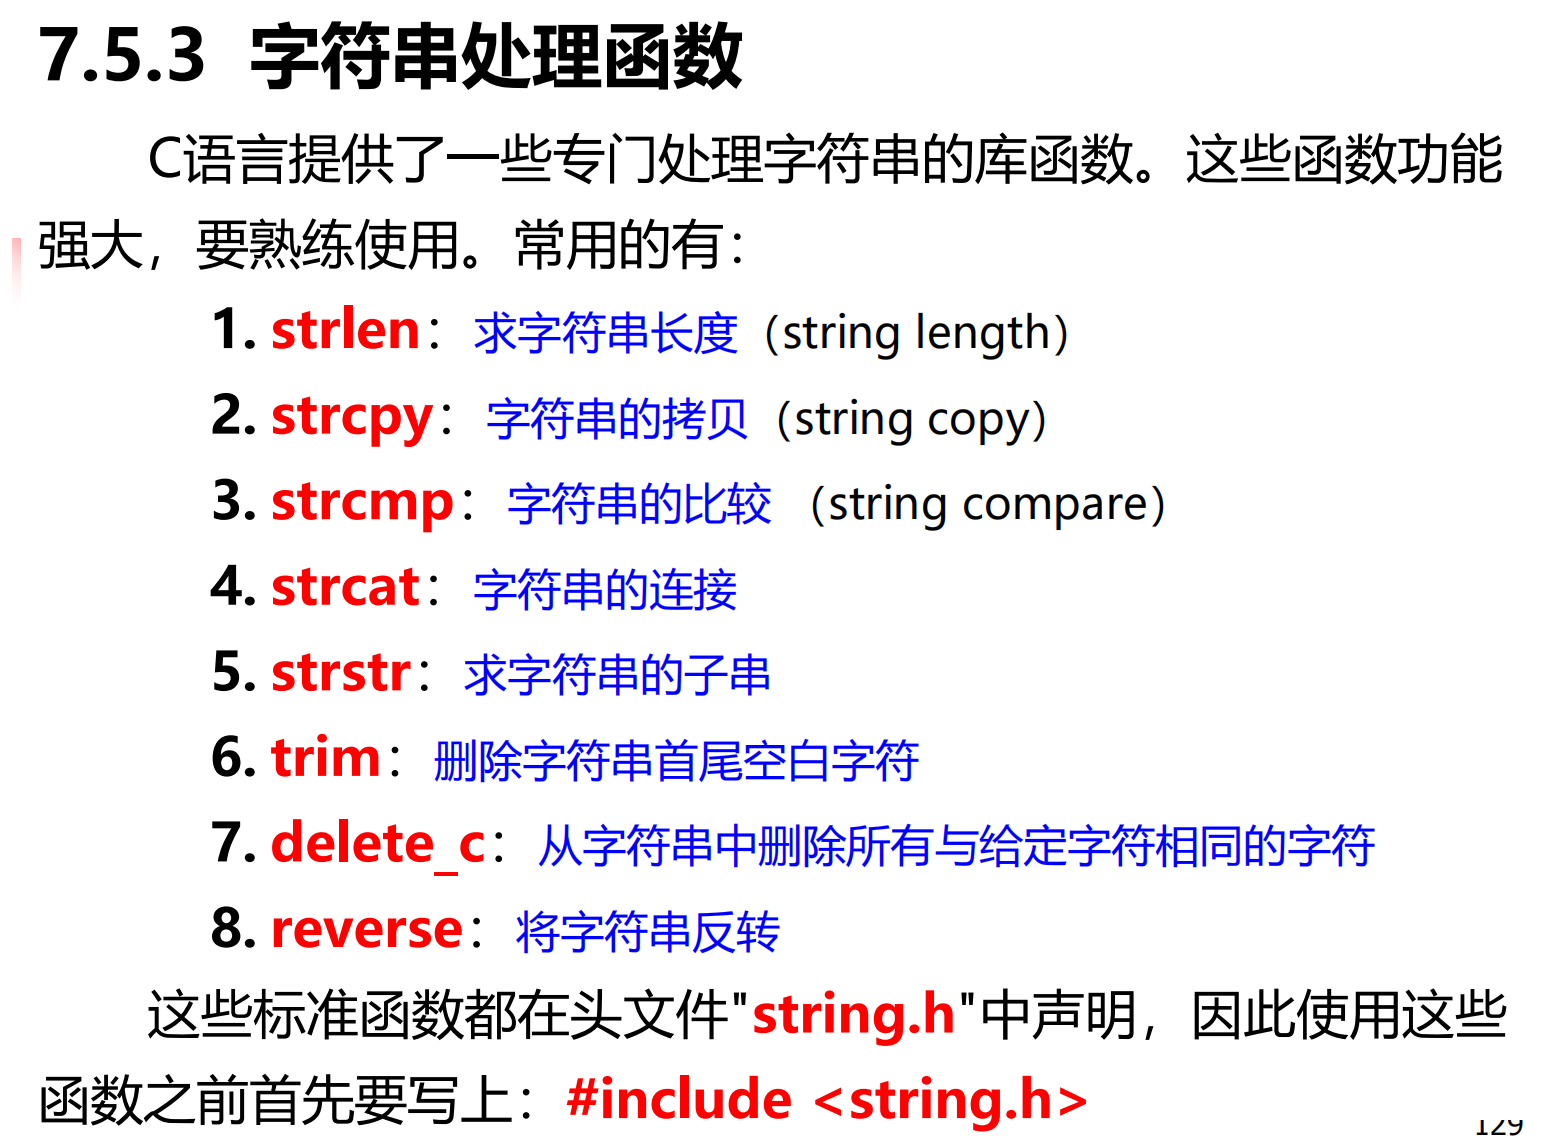 7.5.3 字符串处理函数
C语言提供了一些专门处理字符串的库函数。这些函数功能
强大，要熟练使用。常用的有：
1. strlen：求字符串长度（string length）
2. strcpy：字符串的拷贝（string copy）
3. strcmp：字符串的比较 （string compare）
4. strcat：字符串的连接
5. strstr：求字符串的子串
6. trim：删除字符串首尾空白字符
7. delete_c：从字符串中删除所有与给定字符相同的字符
8. reverse：将字符串反转
这些标准函数都在头文件"string.h"中声明，因此使用这些
函数之前首先要写上：#include <string.h>
129